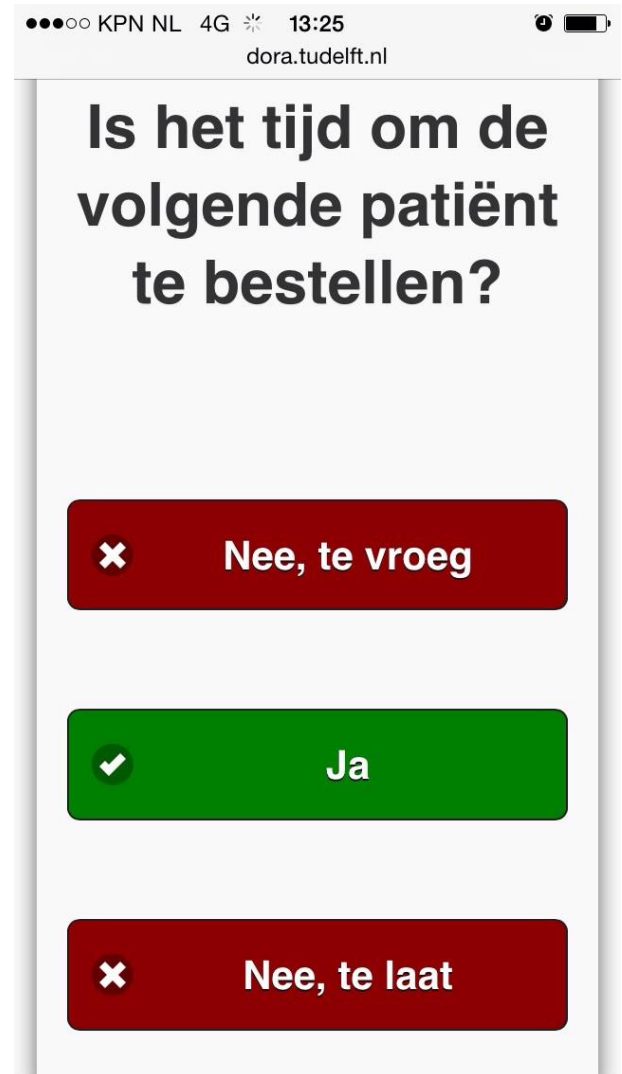 KPN NL 4G 13:25
dora.tudelft.nl
Is het tijd om de
volgende patiënt
te bestellen?
Nee, te vroeg
Ja
Nee, te laat